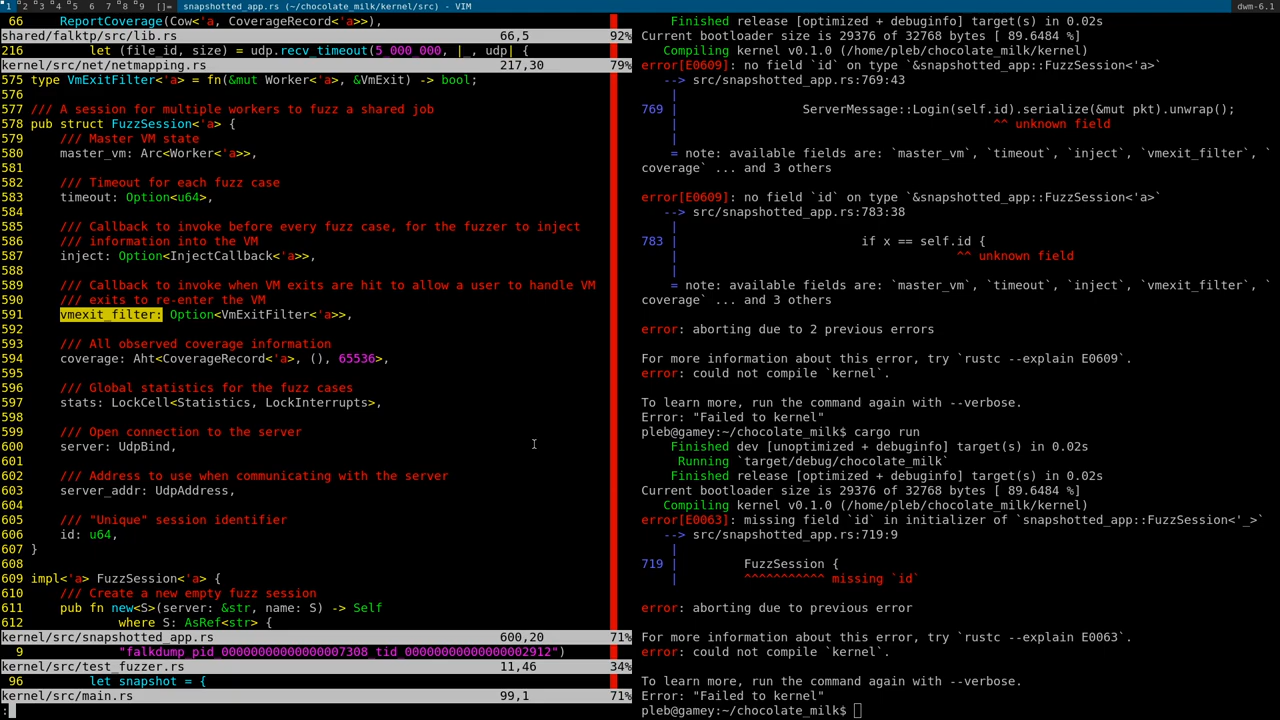 1 2 3 4 5 6 7 8 9 []= snapshotted_app.rs (~/chocolate_milk/kernel/src) - VIM dwm-6.1
66     ReportCoverage(Cow<'a, CoverageRecord<'a>),
shared/falktp/src/lib.rs 66,5 92%
216         let (file_id, size) = udp.recv_timeout(5_000_000, |_, udp| {
kernel/src/net/netmapping.rs 217,30 79%
575 type VmExitFilter<'a> = fn(&mut Worker<'a>, &VmExit) -> bool;
576
577 /// A session for multiple workers to fuzz a shared job
578 pub struct FuzzSession<'a> {
579     /// Master VM state
580     master_vm: Arc<Worker<'a>>,
581
582     /// Timeout for each fuzz case
583     timeout: Option<u64>,
584
585     /// Callback to invoke before every fuzz case, for the fuzzer to inject
586     /// information into the VM
587     inject: Option<InjectCallback<'a>>,
588
589     /// Callback to invoke when VM exits are hit to allow a user to handle VM
590     /// exits to re-enter the VM
591     vmexit_filter: Option<VmExitFilter<'a>>,
592
593     /// All observed coverage information
594     coverage: Aht<CoverageRecord<'a>, (), 65536>,
595
596     /// Global statistics for the fuzz cases
597     stats: LockCell<Statistics, LockInterrupts>,
598
599     /// Open connection to the server
600     server: UdpBind,
601
602     /// Address to use when communicating with the server
603     server_addr: UdpAddress,
604
605     /// "Unique" session identifier
606     id: u64,
607 }
608
609 impl<'a> FuzzSession<'a> {
610     /// Create a new empty fuzz session
611     pub fn new<S>(server: &str, name: S) -> Self
612             where S: AsRef<str> {
kernel/src/snapshotted_app.rs 600,20 71%
9             "falkdump_pid_00000000000000007308_tid_00000000000000002912")
kernel/src/test_fuzzer.rs 11,46 34%
96         let snapshot = {
kernel/src/main.rs 99,1 71%
:
    Finished release [optimized + debuginfo] target(s) in 0.02s
Current bootloader size is 29376 of 32768 bytes [ 89.6484 %]
   Compiling kernel v0.1.0 (/home/pleb/chocolate_milk/kernel)
error[E0609]: no field `id` on type `&snapshotted_app::FuzzSession<'a>`
   --> src/snapshotted_app.rs:769:43
    |
769 |                 ServerMessage::Login(self.id).serialize(&mut pkt).unwrap();
                                           ^^ unknown field
    |
    = note: available fields are: `master_vm`, `timeout`, `inject`, `vmexit_filter`, `
coverage` ... and 3 others
error[E0609]: no field `id` on type `&snapshotted_app::FuzzSession<'a>`
   --> src/snapshotted_app.rs:783:38
    |
783 |                         if x == self.id {
                                      ^^ unknown field
    |
    = note: available fields are: `master_vm`, `timeout`, `inject`, `vmexit_filter`, `
coverage` ... and 3 others
error: aborting due to 2 previous errors
For more information about this error, try `rustc --explain E0609`.
error: could not compile `kernel`.
To learn more, run the command again with --verbose.
Error: "Failed to kernel"
pleb@gamey:~/chocolate_milk$ cargo run
    Finished dev [unoptimized + debuginfo] target(s) in 0.02s
     Running `target/debug/chocolate_milk`
    Finished release [optimized + debuginfo] target(s) in 0.02s
Current bootloader size is 29376 of 32768 bytes [ 89.6484 %]
   Compiling kernel v0.1.0 (/home/pleb/chocolate_milk/kernel)
error[E0063]: missing field `id` in initializer of `snapshotted_app::FuzzSession<'_>`
   --> src/snapshotted_app.rs:719:9
    |
719 |         FuzzSession {
              ^^^^^^^^^^^ missing `id`
error: aborting due to previous error
For more information about this error, try `rustc --explain E0063`.
error: could not compile `kernel`.
To learn more, run the command again with --verbose.
Error: "Failed to kernel"
pleb@gamey:~/chocolate_milk$